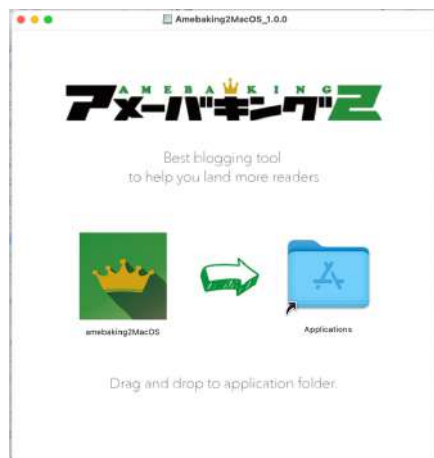 Amebaking2MacOS_1.0.0
AMEBAKING
アメーバキング2
Best blogging tool
to help you land more readers
amebaking2MacOS
Applications
Drag and drop to application folder.